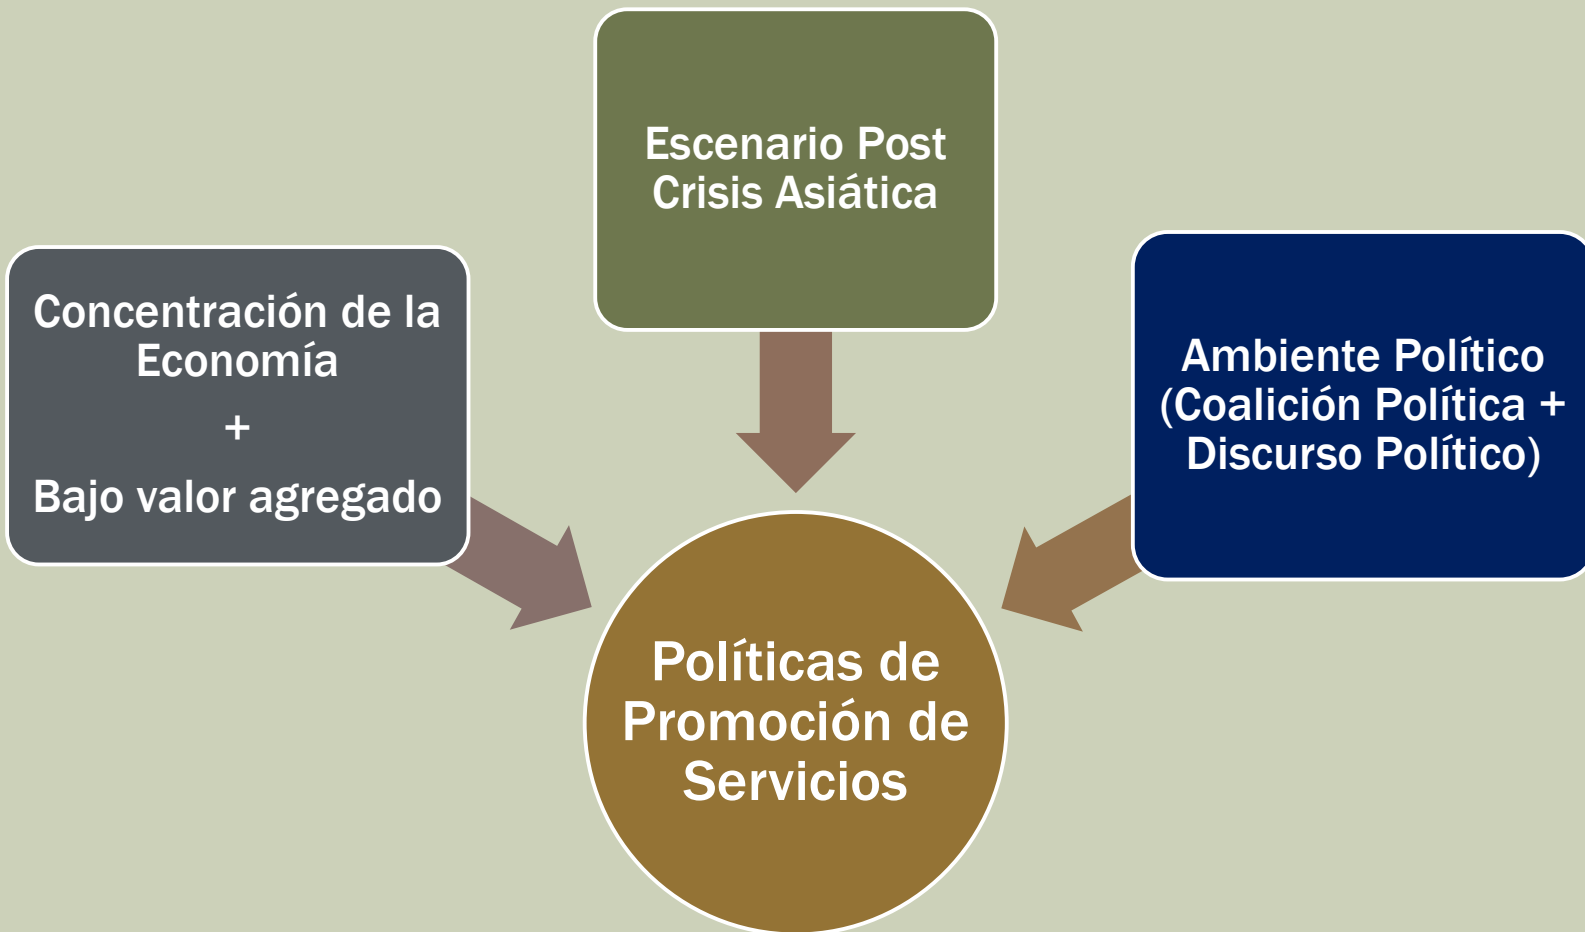 Escenario Post
Crisis Asiática
Concentración de la
Economía
+
Bajo valor agregado
Ambiente Político
(Coalición Política +
Discurso Político)
Políticas de
Promoción de
Servicios